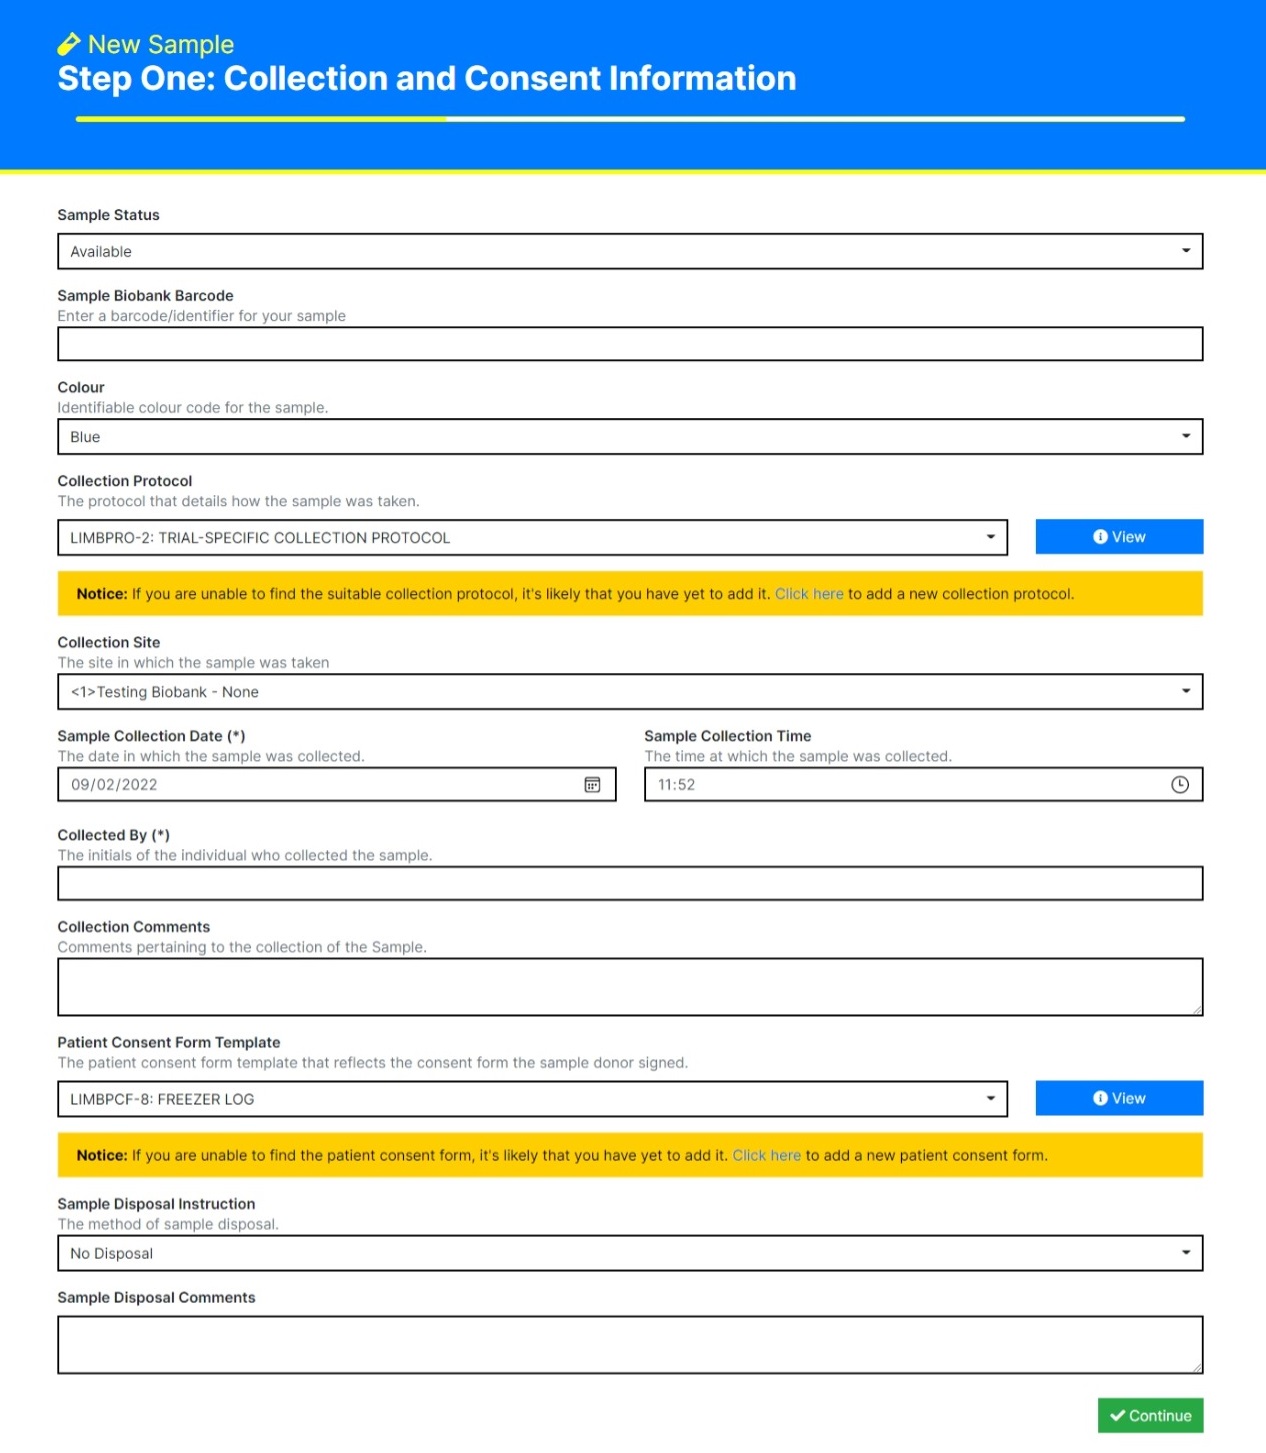 New Sample
Step One: Collection and Consent Information
Sample Status
Available
Sample Biobank Barcode
Enter a barcode/identifier for your sample
Colour
Identifiable colour code for the sample.
Blue
Collection Protocol
The protocol that details how the sample was taken.
LIMBPRO-2: TRIAL-SPECIFIC COLLECTION PROTOCOL
View
Notice: If you are unable to find the suitable collection protocol, it's likely that you have yet to add it. Click here to add a new collection protocol.
Collection Site
The site in which the sample was taken
<1>Testing Biobank - None
Sample Collection Date (*)
The date in which the sample was collected.
09/02/2022
Sample Collection Time
The time at which the sample was collected.
11:52
Collected By (*)
The initials of the individual who collected the sample.
Collection Comments
Comments pertaining to the collection of the Sample.
Patient Consent Form Template
The patient consent form template that reflects the consent form the sample donor signed.
LIMBPCF-8: FREEZER LOG
View
Notice: If you are unable to find the patient consent form, it's likely that you have yet to add it. Click here to add a new patient consent form.
Sample Disposal Instruction
The method of sample disposal.
No Disposal
Sample Disposal Comments
Continue